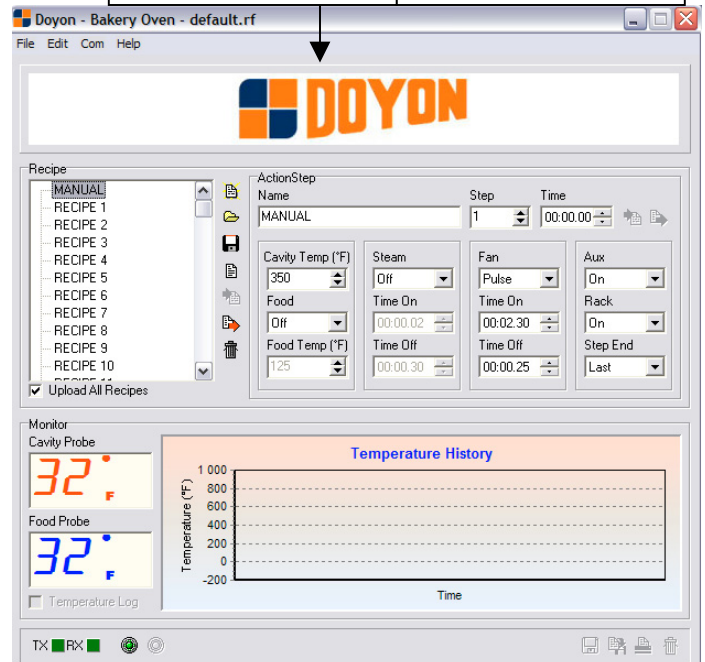 Doyon - Bakery Oven - default.rf
File Edit Com Help
DOYON
Recipe
MANUAL
RECIPE 1
RECIPE 2
RECIPE 3
RECIPE 4
RECIPE 5
RECIPE 6
RECIPE 7
RECIPE 8
RECIPE 9
RECIPE 10
Upload All Recipes
ActionStep
Name Step Time
MANUAL 1 00:00.00
Cavity Temp (°F) Steam Fan Aux
350 Off Pulse On
Food Time On Time On Rack
Off 00:00.02 00:02.30 On
Food Temp (°F) Time Off Time Off Step End
125 00:00.30 00:00.25 Last
Monitor
Cavity Probe
32°F
Food Probe
32°F
Temperature Log
Temperature History
Temperature (°F)
1 000
800
600
400
200
0
-200
Time
TX RX